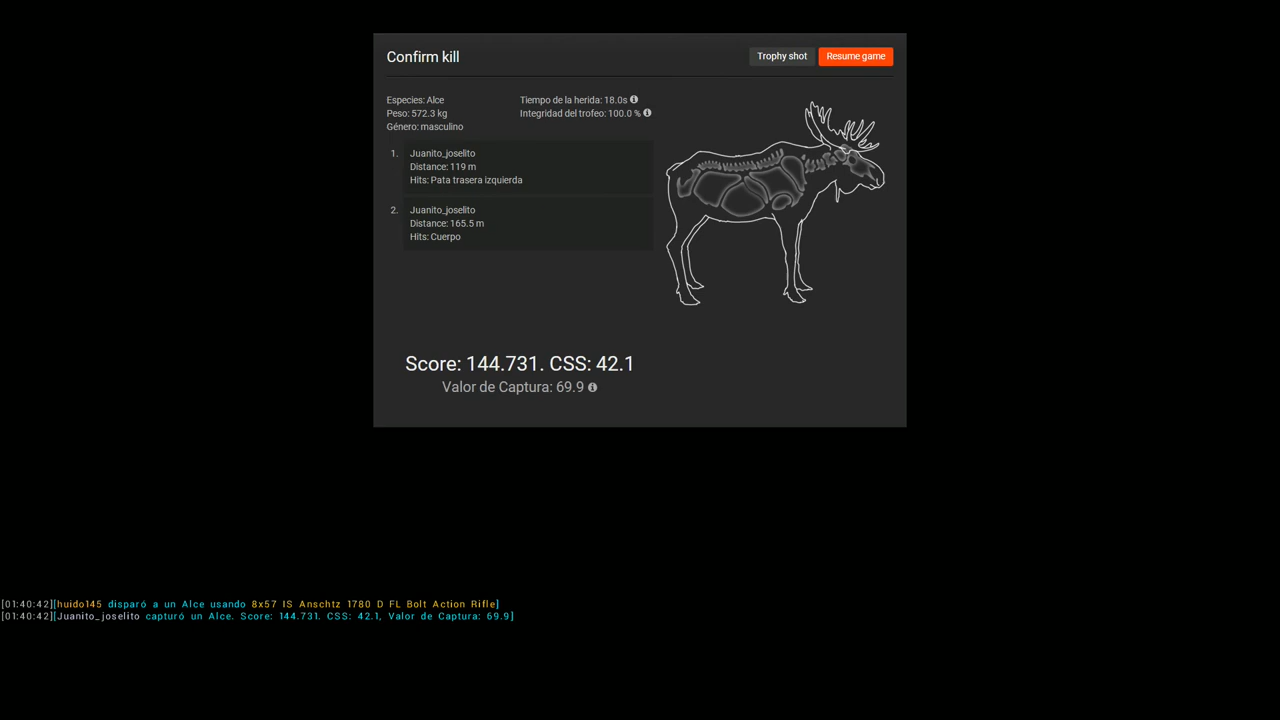 Confirm kill
Trophy shot
Resume game
Especies: Alce
Peso: 572.3 kg
Género: masculino
Tiempo de la herida: 18.0s
Integridad del trofeo: 100.0 %
1.
Juanito_joselito
Distance: 119 m
Hits: Pata trasera izquierda
2.
Juanito_joselito
Distance: 165.5 m
Hits: Cuerpo
Score: 144.731. CSS: 42.1
Valor de Captura: 69.9
[01:40:42][huido145 disparó a un Alce usando 8x57 IS Anschtz 1780 D FL Bolt Action Rifle]
[01:40:42][Juanito_joselito capturó un Alce. Score: 144.731. CSS: 42.1, Valor de Captura: 69.9]